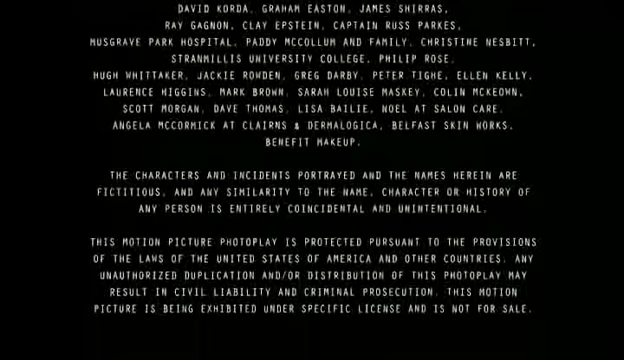 DAVID KORDA, GRAHAM EASTON, JAMES SHIRRAS,
RAY GAGNON, CLAY EPSTEIN, CAPTAIN RUSS PARKES,
MUSGRAVE PARK HOSPITAL, PADDY MCCOLLUM AND FAMILY, CHRISTINE NESBITT,
STRANMILLIS UNIVERSITY COLLEGE, PHILIP ROSE,
HUGH WHITTAKER, JACKIE ROWDEN, GREG DARBY, PETER TIGHE, ELLEN KELLY,
LAURENCE HIGGINS, MARK BROWN, SARAH LOUISE MASKEY, COLIN MCKEOWN,
SCOTT MORGAN, DAVE THOMAS, LISA BAILIE, NOEL AT SALON CARE,
ANGELA MCCORMICK AT CLAIRNS & DERMALOGICA, BELFAST SKIN WORKS,
BENEFIT MAKEUP.
THE CHARACTERS AND INCIDENTS PORTRAYED AND THE NAMES HEREIN ARE
FICTITIOUS, AND ANY SIMILARITY TO THE NAME, CHARACTER OR HISTORY OF
ANY PERSON IS ENTIRELY COINCIDENTAL AND UNINTENTIONAL.
THIS MOTION PICTURE PHOTOPLAY IS PROTECTED PURSUANT TO THE PROVISIONS
OF THE LAWS OF THE UNITED STATES OF AMERICA AND OTHER COUNTRIES. ANY
UNAUTHORIZED DUPLICATION AND/OR DISTRIBUTION OF THIS PHOTOPLAY MAY
RESULT IN CIVIL LIABILITY AND CRIMINAL PROSECUTION. THIS MOTION
PICTURE IS BEING EXHIBITED UNDER SPECIFIC LICENSE AND IS NOT FOR SALE.